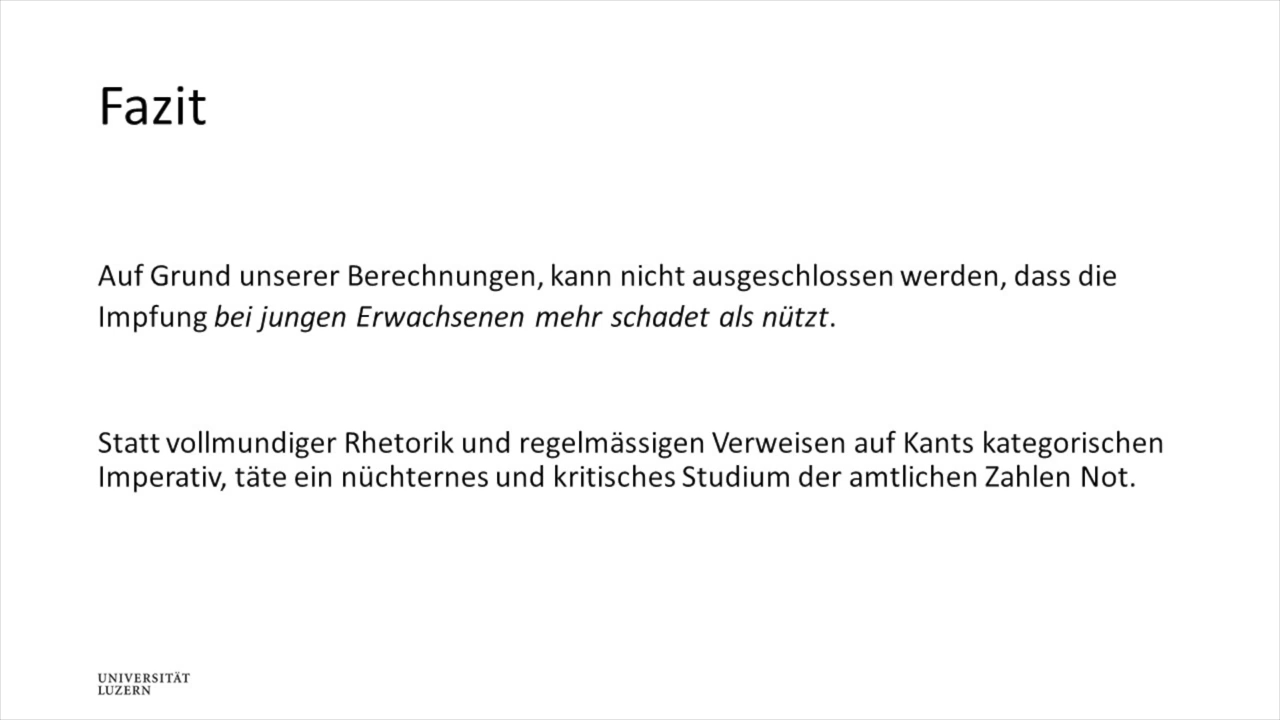 Fazit
Auf Grund unserer Berechnungen, kann nicht ausgeschlossen werden, dass die
Impfung bei jungen Erwachsenen mehr schadet als nützt.
Statt vollmundiger Rhetorik und regelmässigen Verweisen auf Kants kategorischen
Imperativ, täte ein nüchternes und kritisches Studium der amtlichen Zahlen Not.
UNIVERSITÄT
LUZERN